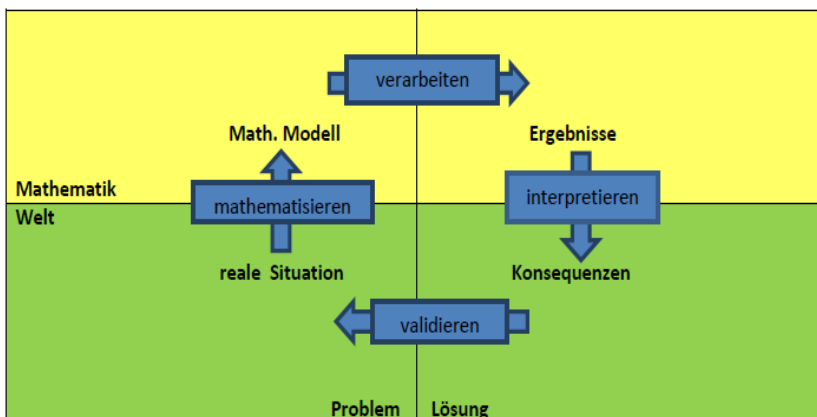 verarbeiten
Math. Modell
Ergebnisse
Mathematik
mathematisieren
interpretieren
Welt
reale Situation
Konsequenzen
validieren
Problem
Lösung